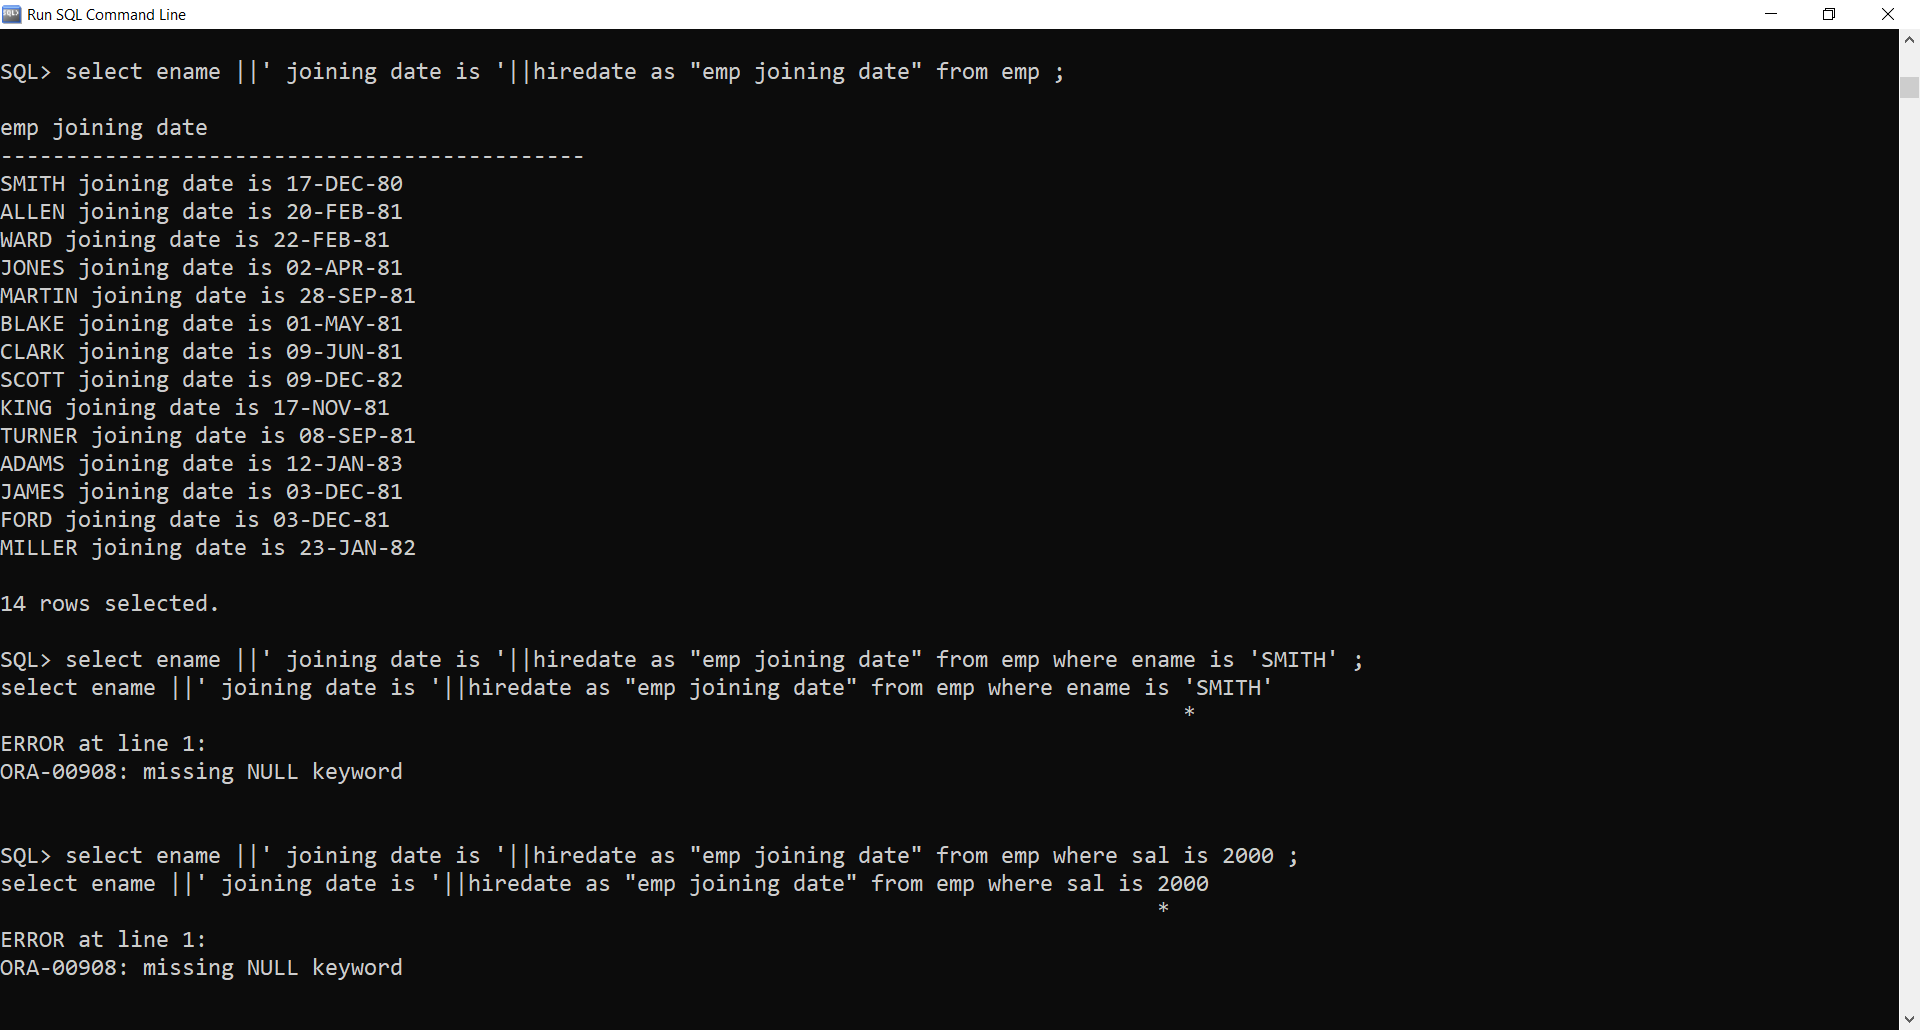 Run SQL Command Line
SQL> select ename ||' joining date is '||hiredate as "emp joining date" from emp ;
emp joining date
---------------------------------------------
SMITH joining date is 17-DEC-80
ALLEN joining date is 20-FEB-81
WARD joining date is 22-FEB-81
JONES joining date is 02-APR-81
MARTIN joining date is 28-SEP-81
BLAKE joining date is 01-MAY-81
CLARK joining date is 09-JUN-81
SCOTT joining date is 09-DEC-82
KING joining date is 17-NOV-81
TURNER joining date is 08-SEP-81
ADAMS joining date is 12-JAN-83
JAMES joining date is 03-DEC-81
FORD joining date is 03-DEC-81
MILLER joining date is 23-JAN-82
14 rows selected.
SQL> select ename ||' joining date is '||hiredate as "emp joining date" from emp where ename is 'SMITH' ;
select ename ||' joining date is '||hiredate as "emp joining date" from emp where ename is 'SMITH'
*
ERROR at line 1:
ORA-00908: missing NULL keyword
SQL> select ename ||' joining date is '||hiredate as "emp joining date" from emp where sal is 2000 ;
select ename ||' joining date is '||hiredate as "emp joining date" from emp where sal is 2000
*
ERROR at line 1:
ORA-00908: missing NULL keyword